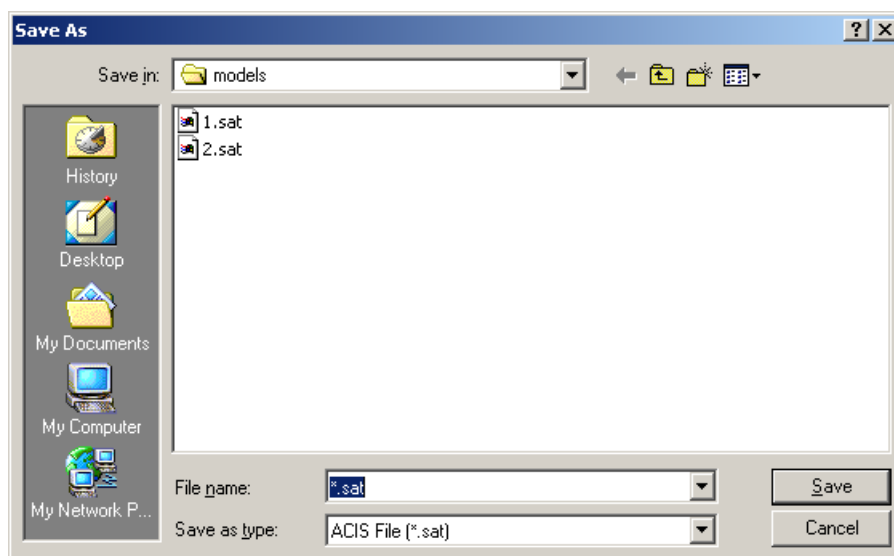 Save As
Save in: models
1.sat
2.sat
History
Desktop
My Documents
My Computer
My Network P...
File name: *.sat Save
Save as type: ACIS File (*.sat) Cancel